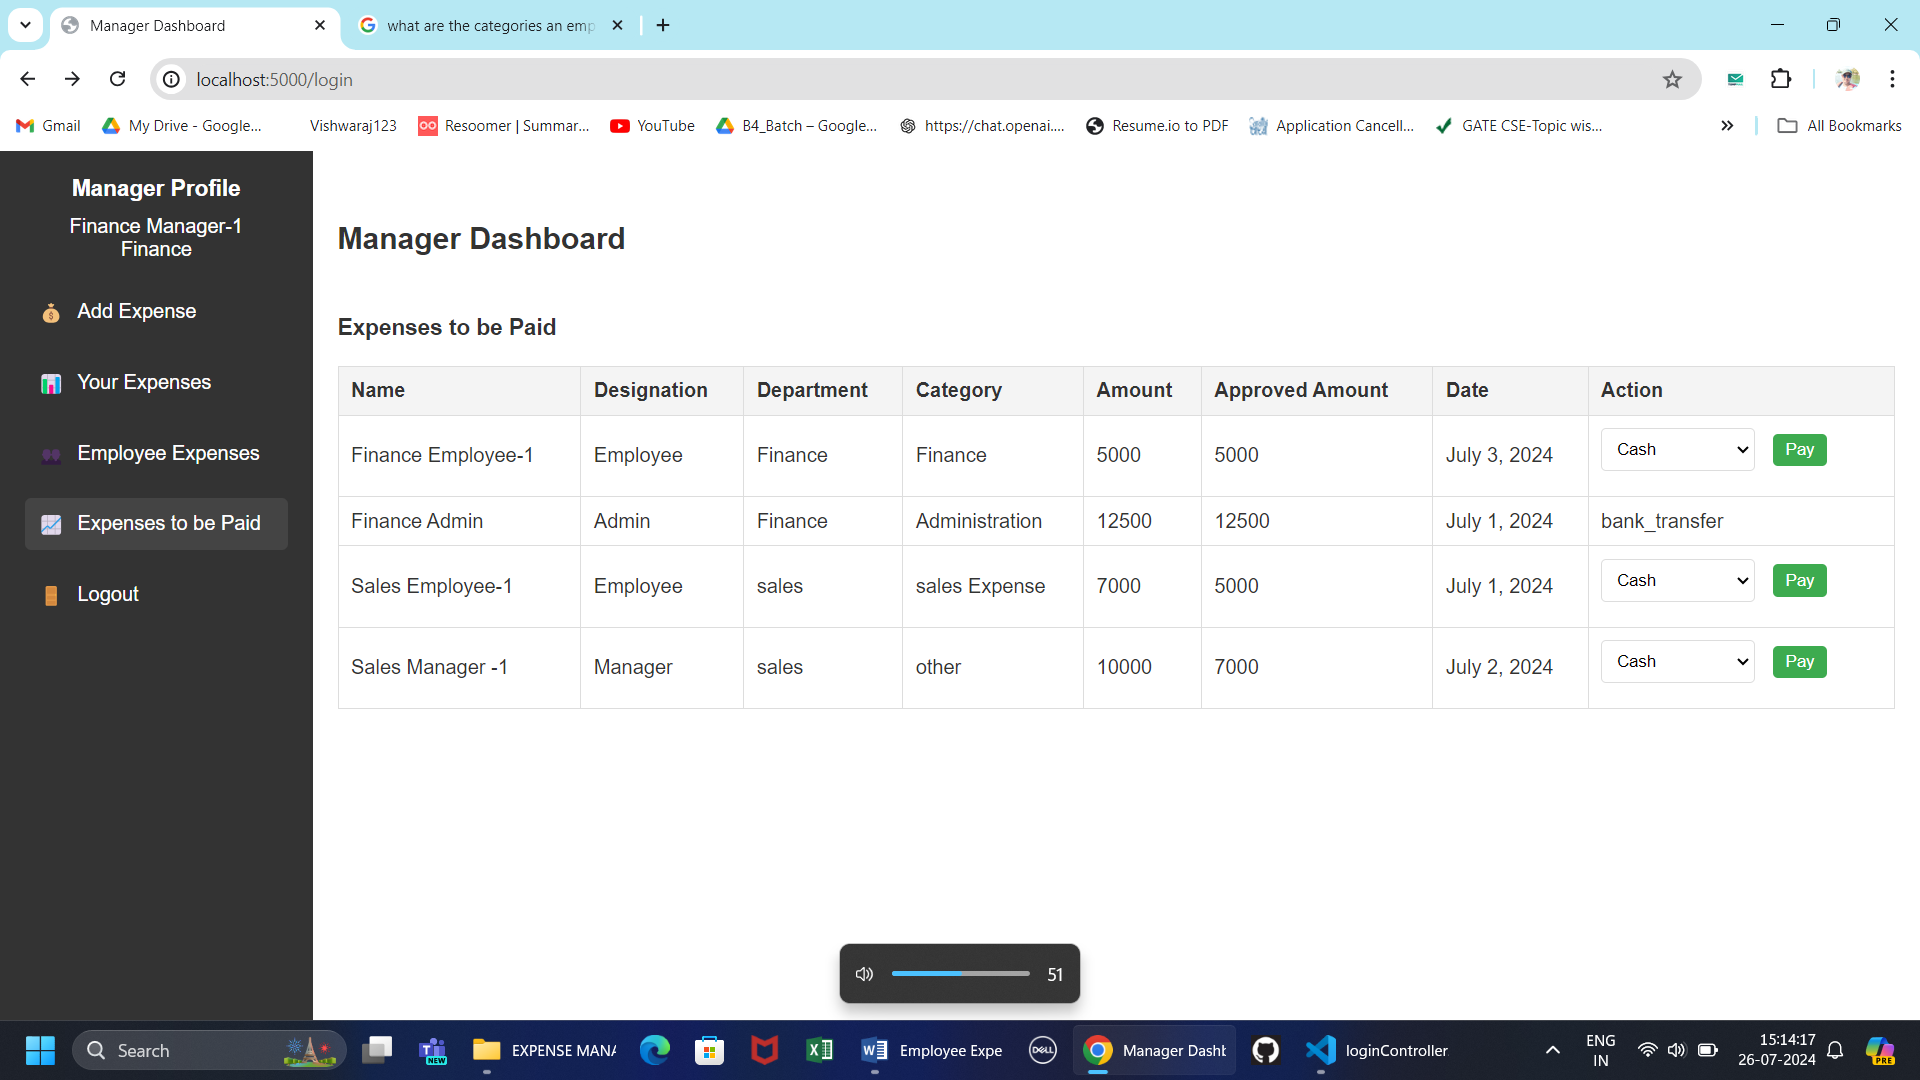 Manager Dashboard
what are the categories an emp
localhost:5000/login
Gmail My Drive - Google... Vishwaraj123 Resoomer | Summar... YouTube B4_Batch – Google... https://chat.openai.... Resume.io to PDF Application Cancell... GATE CSE-Topic wis... All Bookmarks
Manager Profile
Finance Manager-1
Finance
Add Expense
Your Expenses
Employee Expenses
Expenses to be Paid
Logout
Manager Dashboard
Expenses to be Paid
Name Designation Department Category Amount Approved Amount Date Action
Finance Employee-1 Employee Finance Finance 5000 5000 July 3, 2024 Cash Pay
Finance Admin Admin Finance Administration 12500 12500 July 1, 2024 bank_transfer
Sales Employee-1 Employee sales sales Expense 7000 5000 July 1, 2024 Cash Pay
Sales Manager -1 Manager sales other 10000 7000 July 2, 2024 Cash Pay
51
Search
NEW
EXPENSE MANA
Employee Expe
DELL
Manager Dasht
loginController
ENG
IN
15:14:17
26-07-2024
PRE